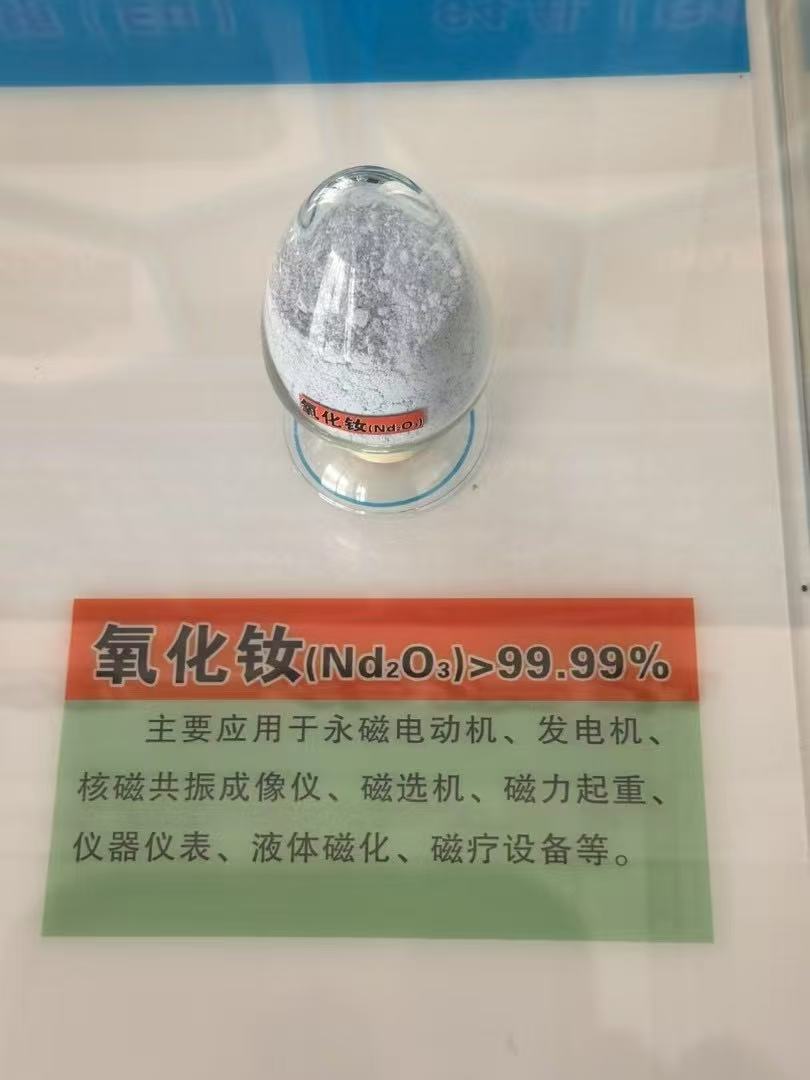 氧化钕(Nd₂O₃)
氧化钕(Nd₂O₃)>99.99%
主要应用于永磁电动机、发电机、
核磁共振成像仪、磁选机、磁力起重、
仪器仪表、液体磁化、磁疗设备等。